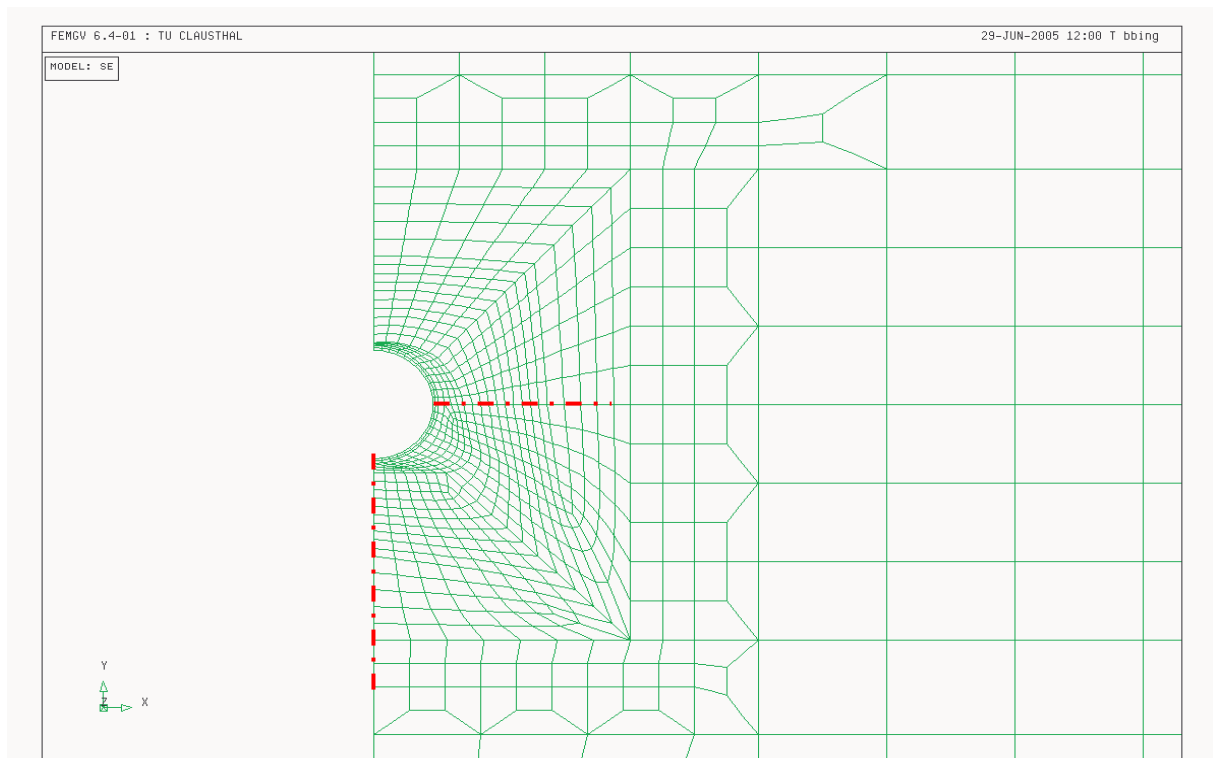 FEMGV 6.4-01 : TU CLAUSTHAL
29-JUN-2005 12:00 T bbing
MODEL: SE
Y
Z
X